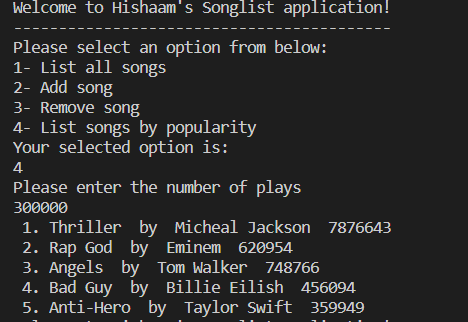 Welcome to Hishaam's Songlist application!
------------------------------------------
Please select an option from below:
1- List all songs
2- Add song
3- Remove song
4- List songs by popularity
Your selected option is:
4
Please enter the number of plays
300000
1. Thriller by Micheal Jackson 7876643
2. Rap God by Eminem 620954
3. Angels by Tom Walker 748766
4. Bad Guy by Billie Eilish 456094
5. Anti-Hero by Taylor Swift 359949